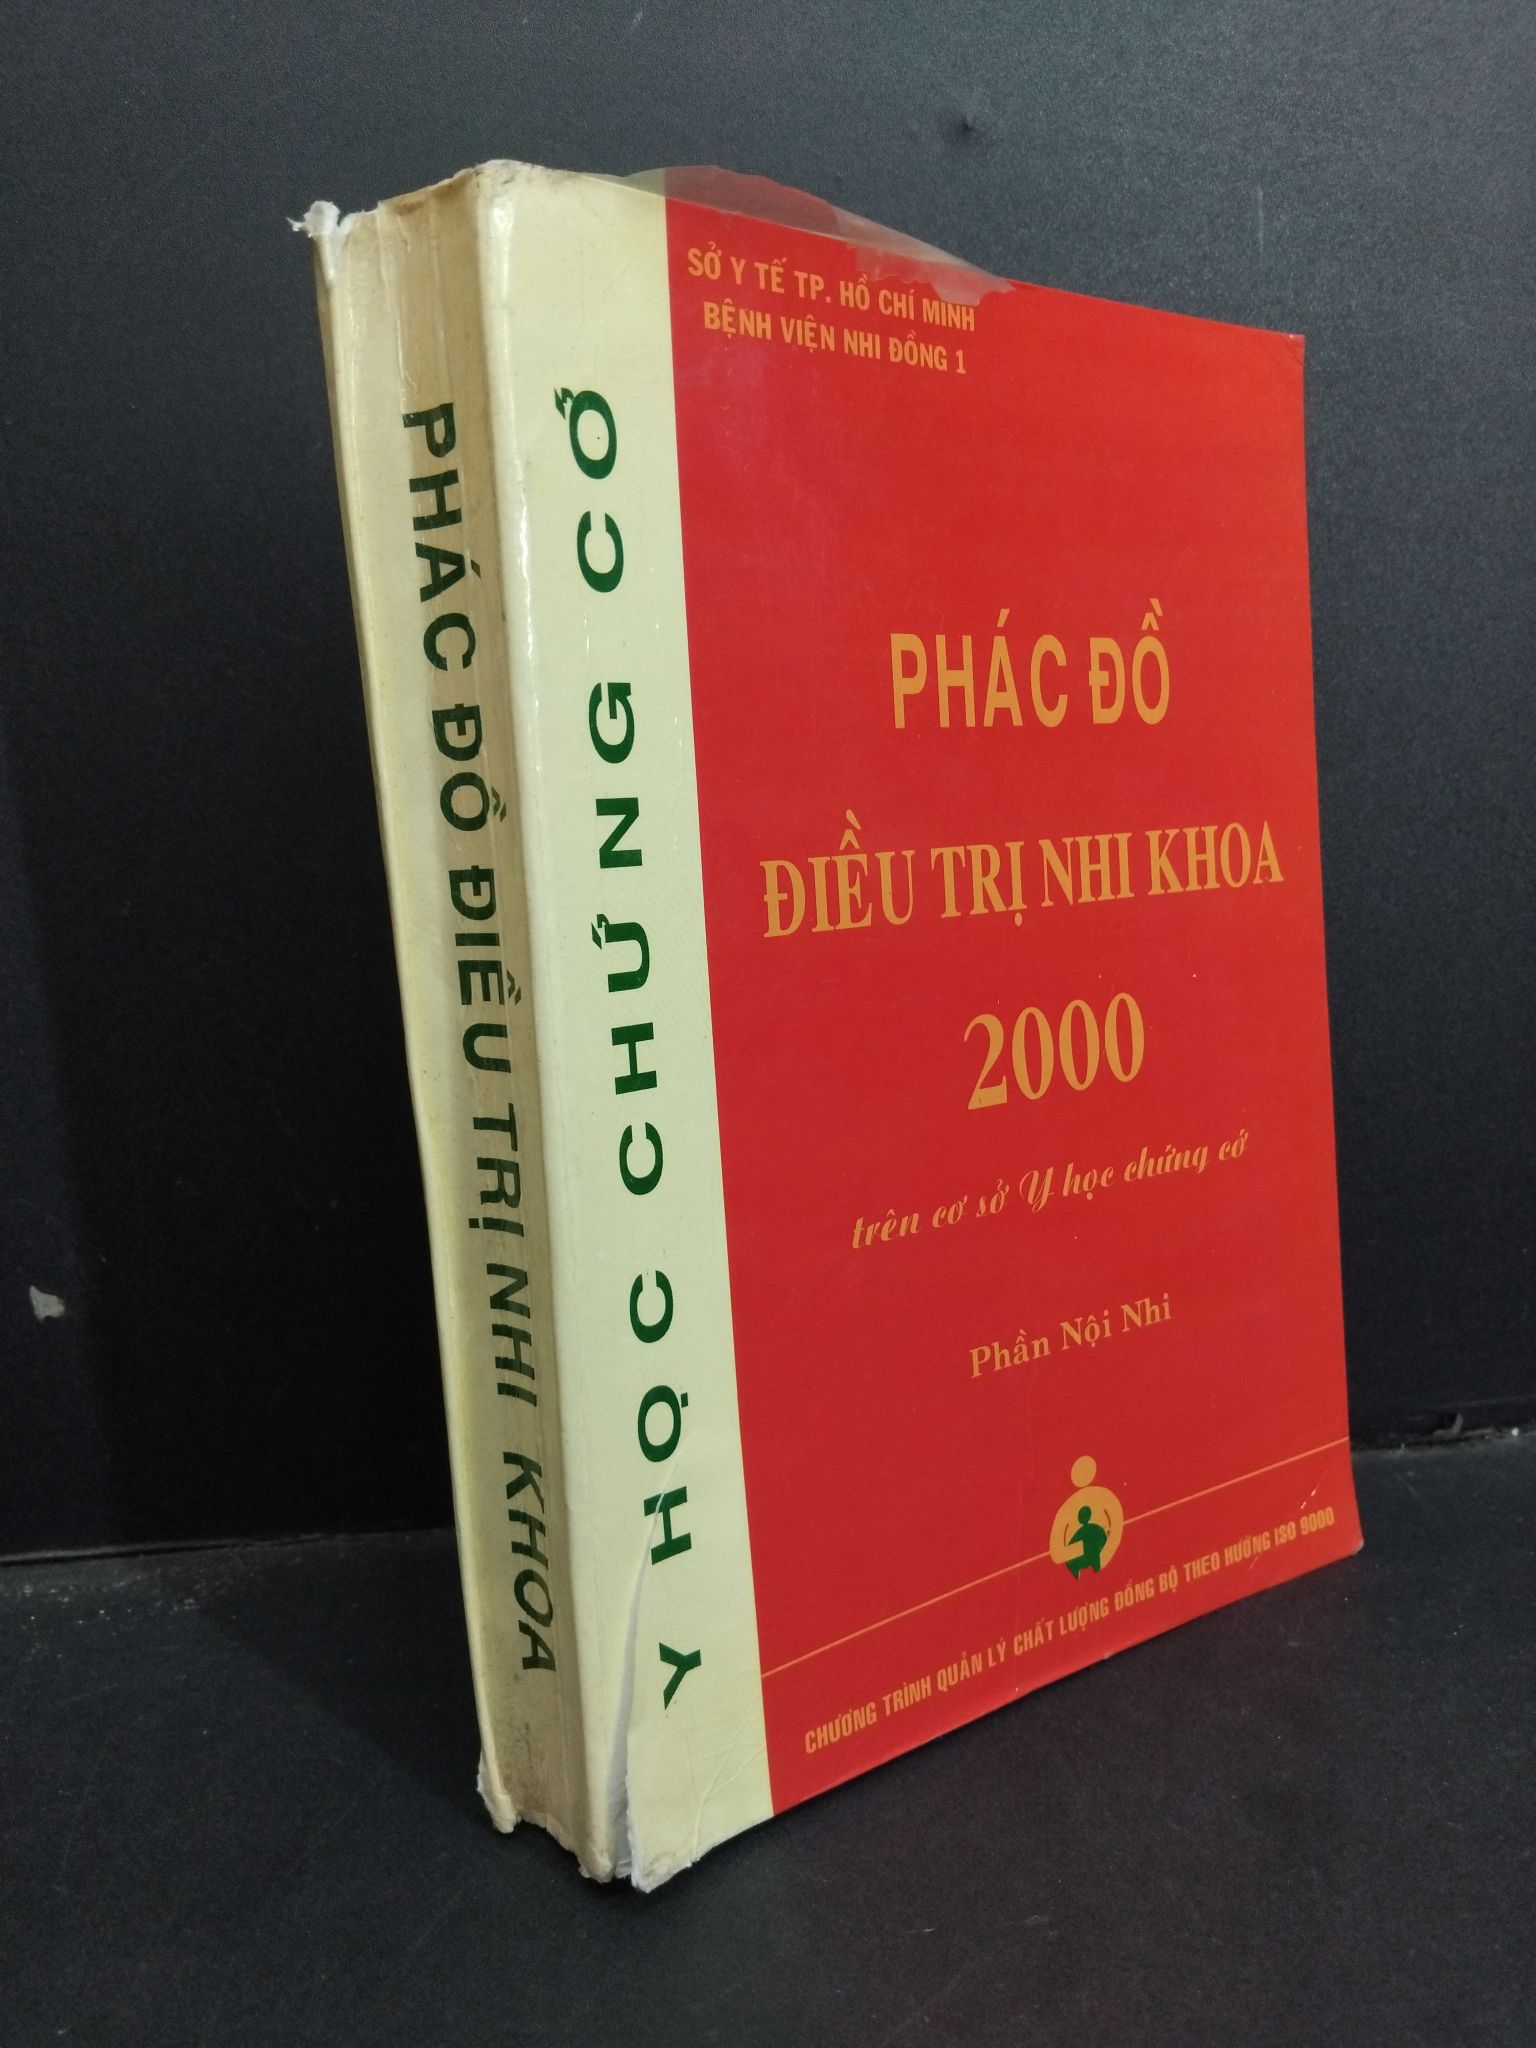 SỞ Y TẾ TP. HỒ CHÍ MINH
BỆNH VIỆN NHI ĐỒNG 1
PHÁC ĐỒ
ĐIỀU TRỊ NHI KHOA
2000
trên cơ sở Y học chứng cớ
Phần Nội Nhi
CHƯƠNG TRÌNH QUẢN LÝ CHẤT LƯỢNG ĐỒNG BỘ THEO HƯỚNG ISO 9000
Y HỌC CHỨNG CỚ
PHÁC ĐỒ ĐIỀU TRỊ NHI KHOA